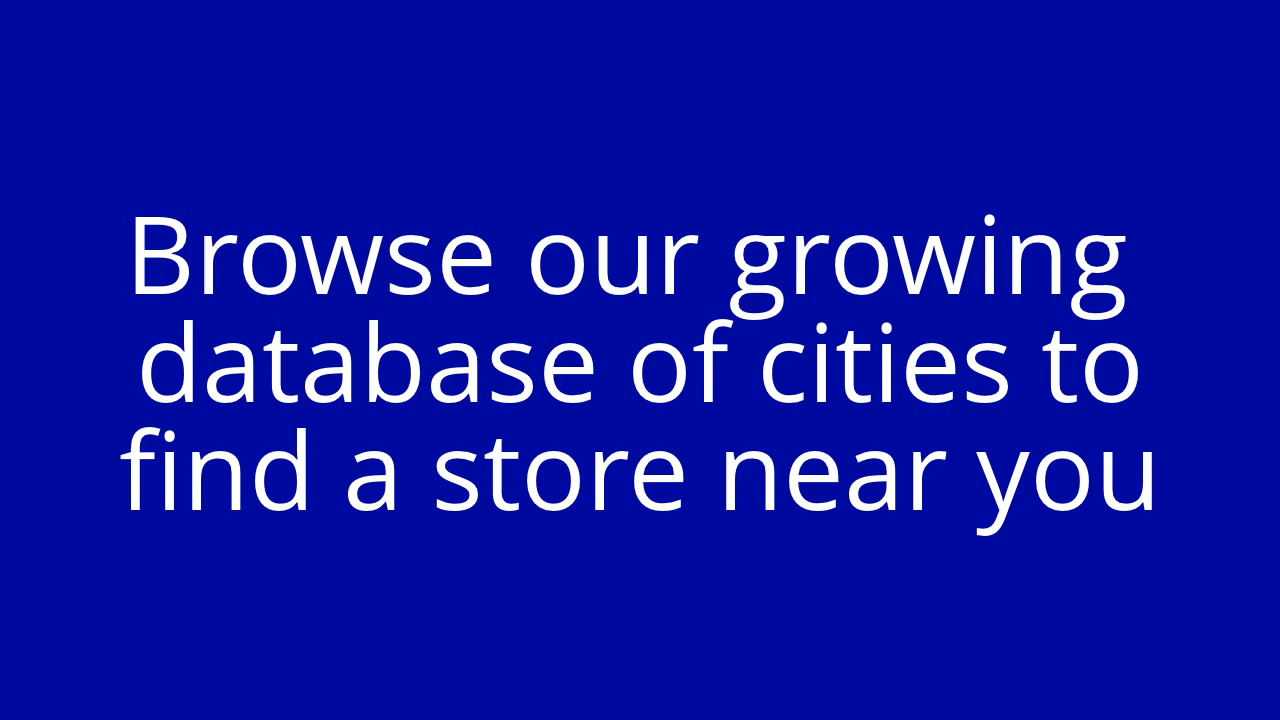 Browse our growing
database of cities to
find a store near you